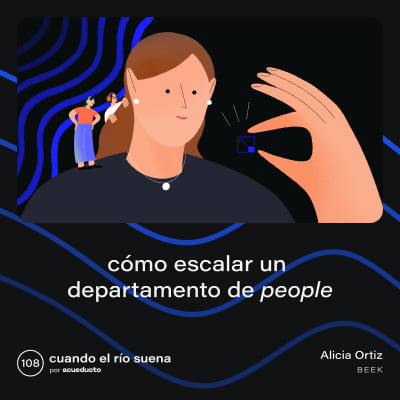 cómo escalar un
departamento de people
108
cuando el río suena
por acueducto
Alicia Ortiz
BEEK